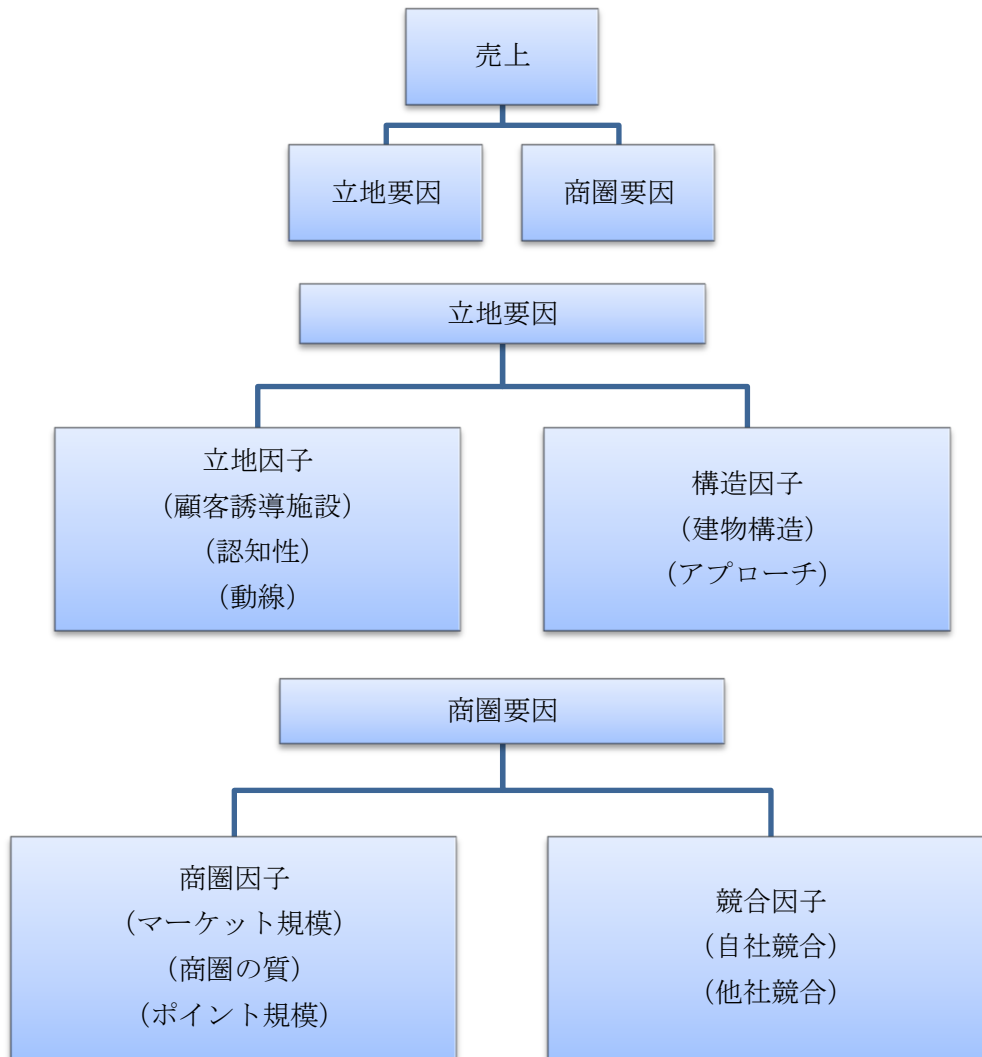 売上
立地要因
商圏要因
立地要因
立地因子
（顧客誘導施設）
（認知性）
（動線）
構造因子
（建物構造）
（アプローチ）
商圏要因
商圏因子
（マーケット規模）
（商圏の質）
（ポイント規模）
競合因子
（自社競合）
（他社競合）